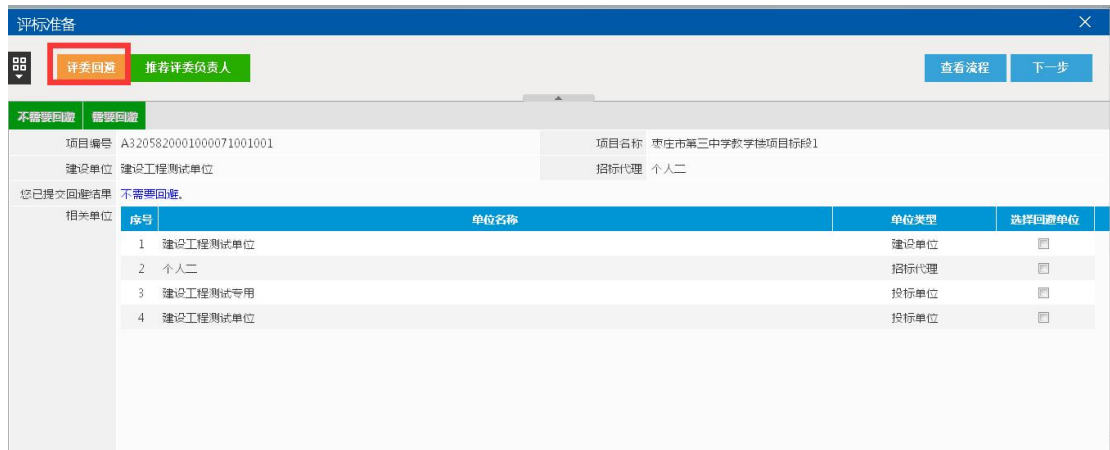 评标准备
评委回避 推荐评委负责人 查看流程 下一步
不需要回避 需要回避
项目编号 A3205820001000071001001 项目名称 枣庄市第三中学教学楼项目标段1
建设单位 建设工程测试单位 招标代理 个人二
您已提交回避结果 不需要回避。
相关单位 序号 单位名称 单位类型 选择回避单位
1 建设工程测试单位 建设单位
2 个人二 招标代理
3 建设工程测试专用 投标单位
4 建设工程测试单位 投标单位